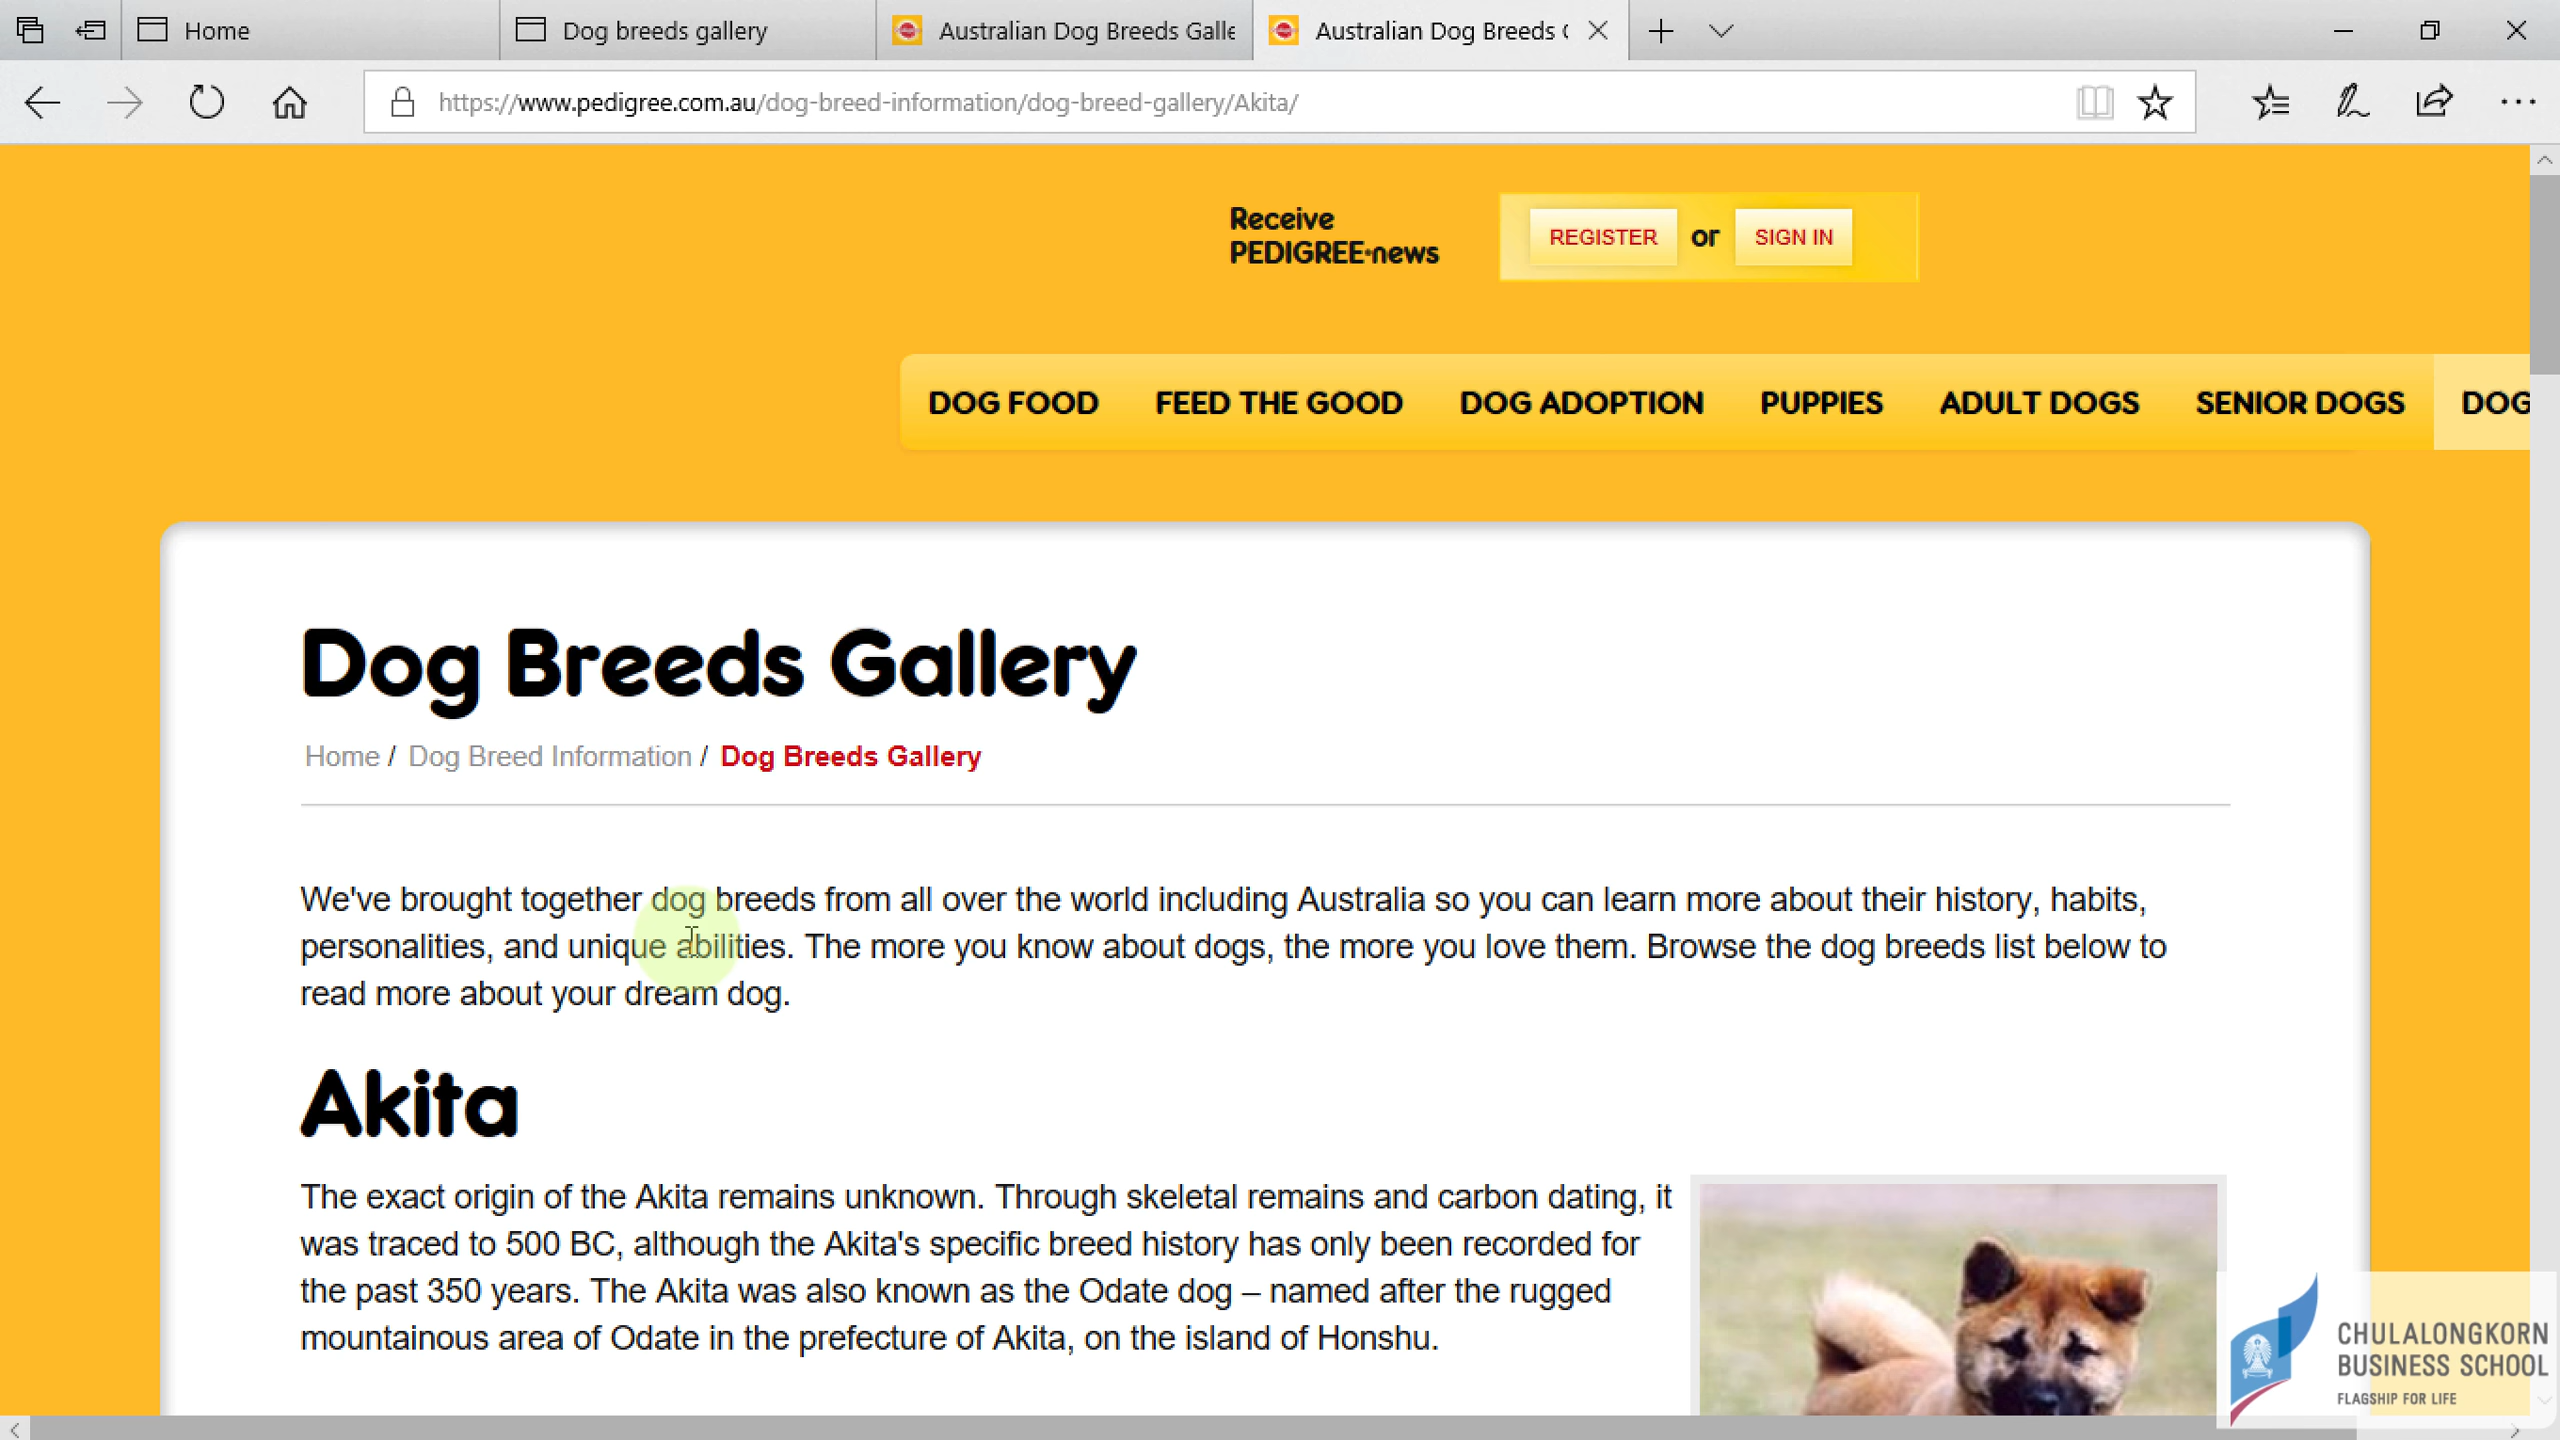 Home
Dog breeds gallery
Australian Dog Breeds Galle
Australian Dog Breeds
https://www.pedigree.com.au/dog-breed-information/dog-breed-gallery/Akita/
Receive
PEDIGREE news
REGISTER or SIGN IN
DOG FOOD FEED THE GOOD DOG ADOPTION PUPPIES ADULT DOGS SENIOR DOGS DOG
Dog Breeds Gallery
Home / Dog Breed Information / Dog Breeds Gallery
We've brought together dog breeds from all over the world including Australia so you can learn more about their history, habits,
personalities, and unique abilities. The more you know about dogs, the more you love them. Browse the dog breeds list below to
read more about your dream dog.
Akita
The exact origin of the Akita remains unknown. Through skeletal remains and carbon dating, it
was traced to 500 BC, although the Akita's specific breed history has only been recorded for
the past 350 years. The Akita was also known as the Odate dog – named after the rugged
mountainous area of Odate in the prefecture of Akita, on the island of Honshu.
CHULALONGKORN
BUSINESS SCHOOL
FLAGSHIP FOR LIFE